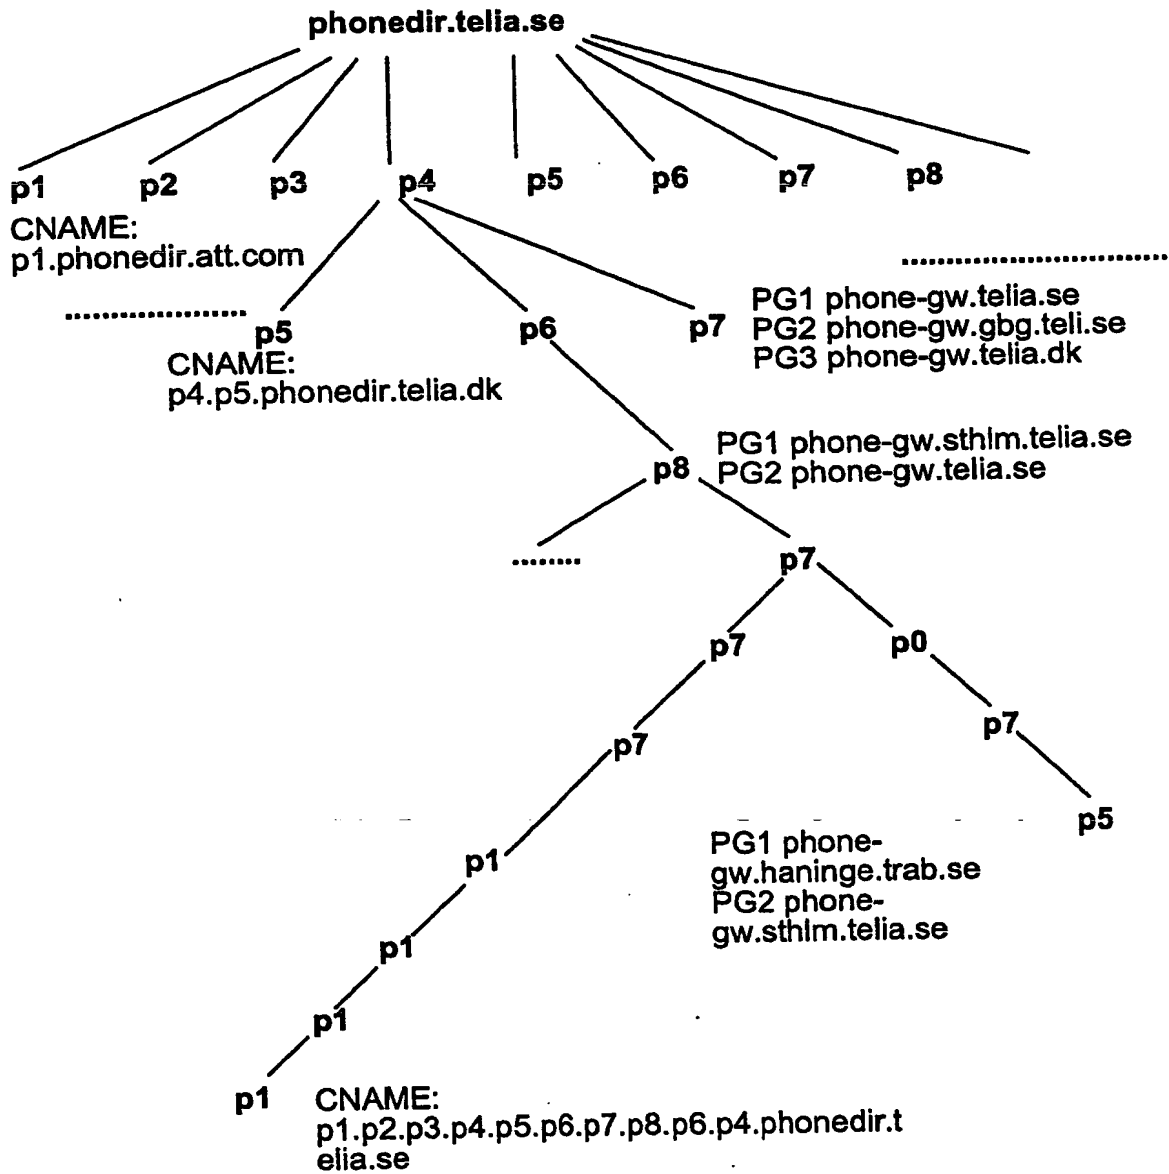 phonedir.telia.se
p1 p2 p3 p4 p5 p6 p7 p8
CNAME:
p1.phonedir.att.com
p5 p6 p7
CNAME:
p4.p5.phonedir.telia.dk
PG1 phone-gw.telia.se
PG2 phone-gw.gbg.teli.se
PG3 phone-gw.telia.dk
p8
PG1 phone-gw.sthlm.telia.se
PG2 phone-gw.telia.se
p7
p7 p0
p7 p7
p5
PG1 phone-
gw.haninge.trab.se
PG2 phone-
gw.sthlm.telia.se
p1
p1
p1
p1
CNAME:
p1.p2.p3.p4.p5.p6.p7.p8.p6.p4.phonedir.t
elia.se